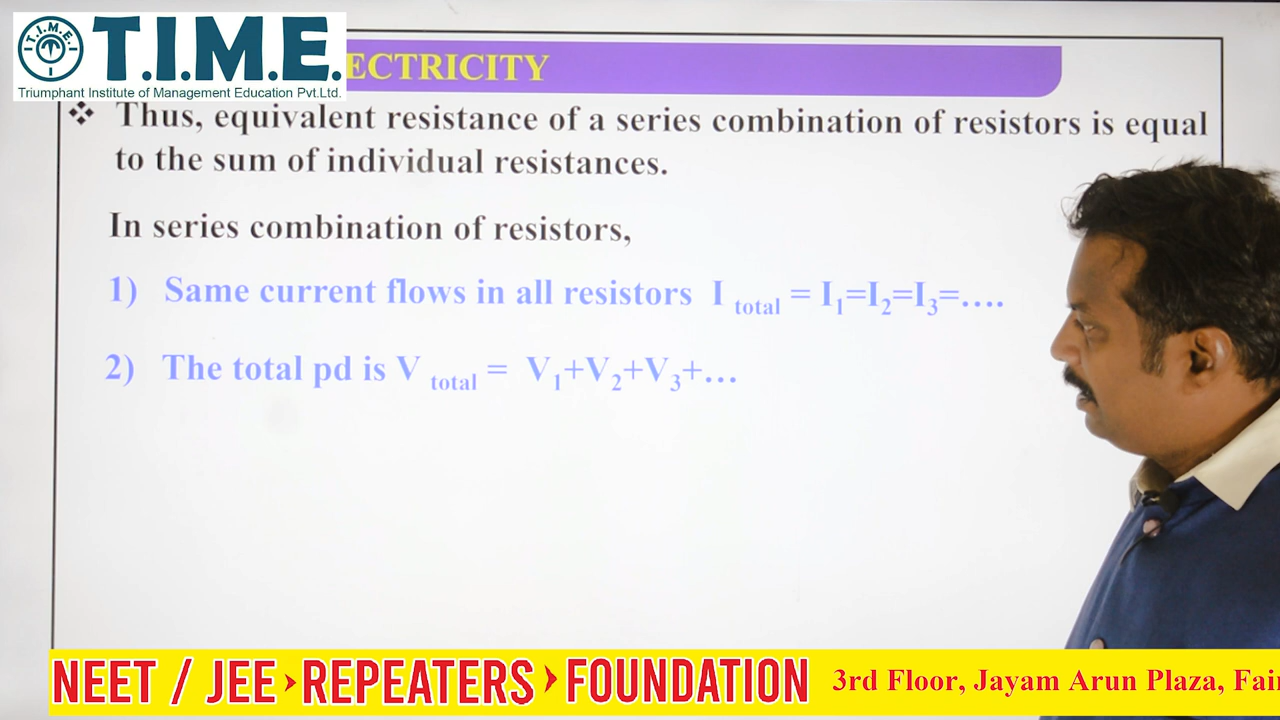 T.I.M.E.
T.I.M.E.
Triumphant Institute of Management Education Pvt.Ltd.
ECTRICITY
❖ Thus, equivalent resistance of a series combination of resistors is equal
to the sum of individual resistances.
In series combination of resistors,
1) Same current flows in all resistors I total = I1=I2=I3=....
2) The total pd is V total = V1+V2+V3+...
NEET / JEE > REPEATERS > FOUNDATION 3rd Floor, Jayam Arun Plaza, Fair